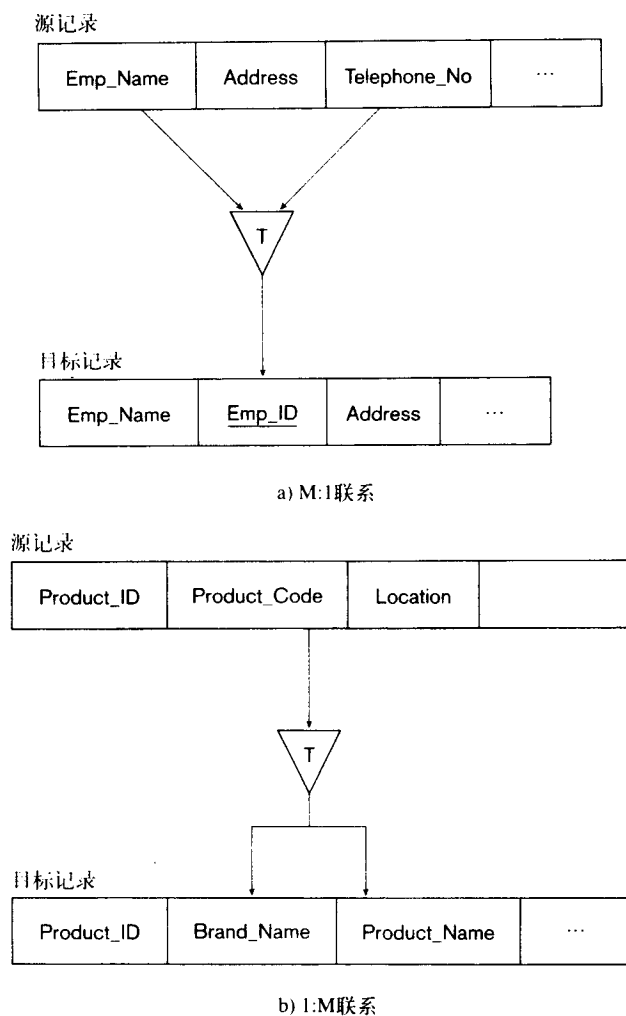 源记录
Emp_Name Address Telephone_No ...
T
目标记录
Emp_Name Emp_ID Address ...
a) M:1联系
源记录
Product_ID Product_Code Location
T
目标记录
Product_ID Brand_Name Product_Name ...
b) 1:M联系